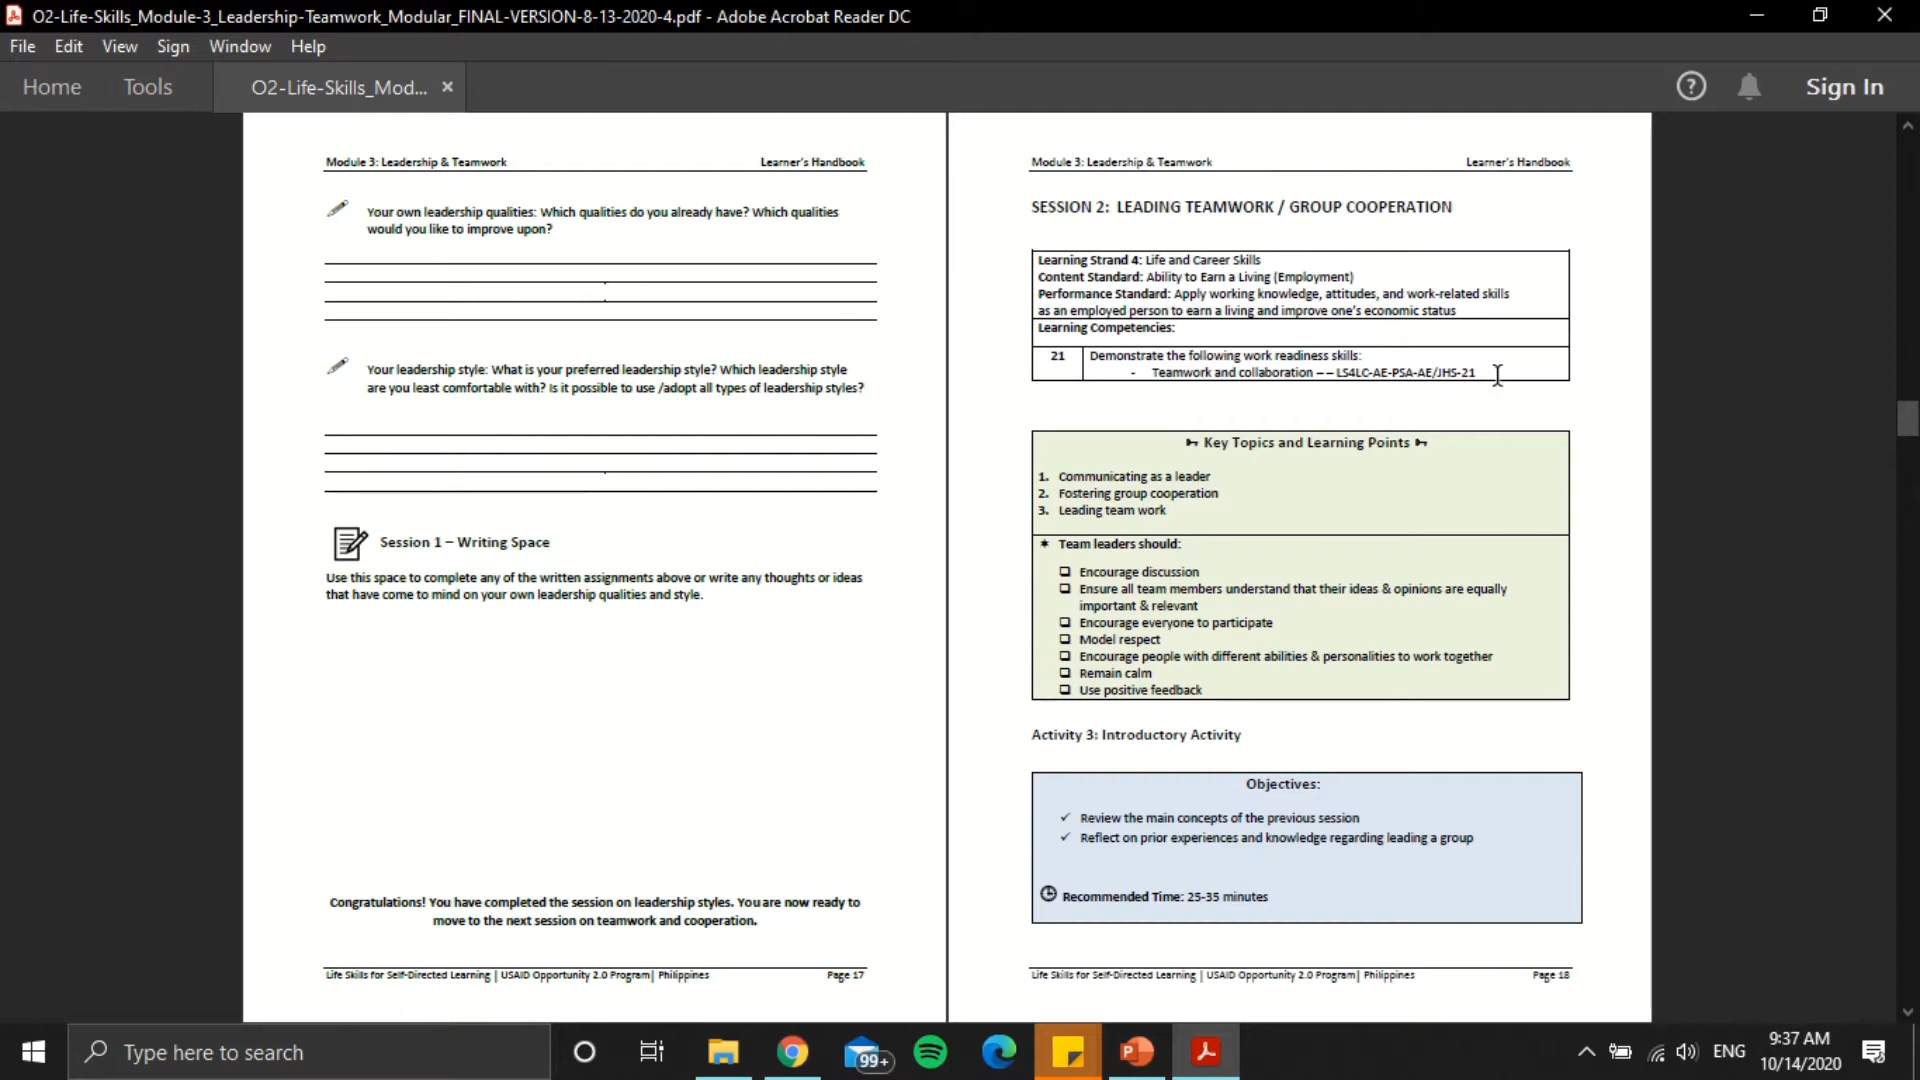 O2-Life-Skills_Module-3_Leadership-Teamwork_Modular_FINAL-VERSION-8-13-2020-4.pdf - Adobe Acrobat Reader DC
File Edit View Sign Window Help
Home Tools O2-Life-Skills_Mod... × ? Sign In
Module 3: Leadership & Teamwork Learner's Handbook
Your own leadership qualities: Which qualities do you already have? Which qualities
would you like to improve upon?
Your leadership style: What is your preferred leadership style? Which leadership style
are you least comfortable with? Is it possible to use /adopt all types of leadership styles?
Session 1 – Writing Space
Use this space to complete any of the written assignments above or write any thoughts or ideas
that have come to mind on your own leadership qualities and style.
Congratulations! You have completed the session on leadership styles. You are now ready to
move to the next session on teamwork and cooperation.
Life Skills for Self-Directed Learning | USAID Opportunity 2.0 Program| Philippines Page 17
Module 3: Leadership & Teamwork Learner's Handbook
SESSION 2: LEADING TEAMWORK / GROUP COOPERATION
Learning Strand 4: Life and Career Skills
Content Standard: Ability to Earn a Living (Employment)
Performance Standard: Apply working knowledge, attitudes, and work-related skills
as an employed person to earn a living and improve one's economic status
Learning Competencies:
21 Demonstrate the following work readiness skills:
- Teamwork and collaboration – – LS4LC-AE-PSA-AE/JHS-21
Key Topics and Learning Points
1. Communicating as a leader
2. Fostering group cooperation
3. Leading team work
Team leaders should:
Encourage discussion
Ensure all team members understand that their ideas & opinions are equally
important & relevant
Encourage everyone to participate
Model respect
Encourage people with different abilities & personalities to work together
Remain calm
Use positive feedback
Activity 3: Introductory Activity
Objectives:
✓ Review the main concepts of the previous session
✓ Reflect on prior experiences and knowledge regarding leading a group
Recommended Time: 25-35 minutes
Life Skills for Self-Directed Learning | USAID Opportunity 2.0 Program| Philippines Page 18
Type here to search 99+ P ENG 9:37 AM
10/14/2020